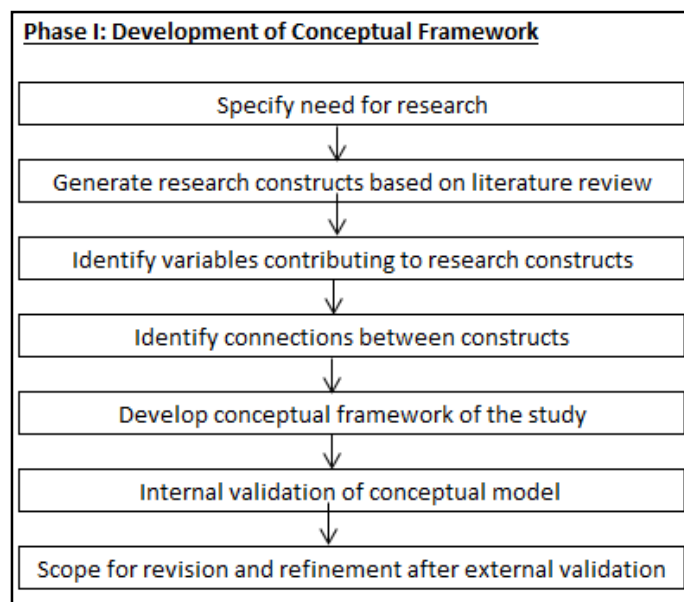 Phase I: Development of Conceptual Framework
Specify need for research
Generate research constructs based on literature review
Identify variables contributing to research constructs
Identify connections between constructs
Develop conceptual framework of the study
Internal validation of conceptual model
Scope for revision and refinement after external validation